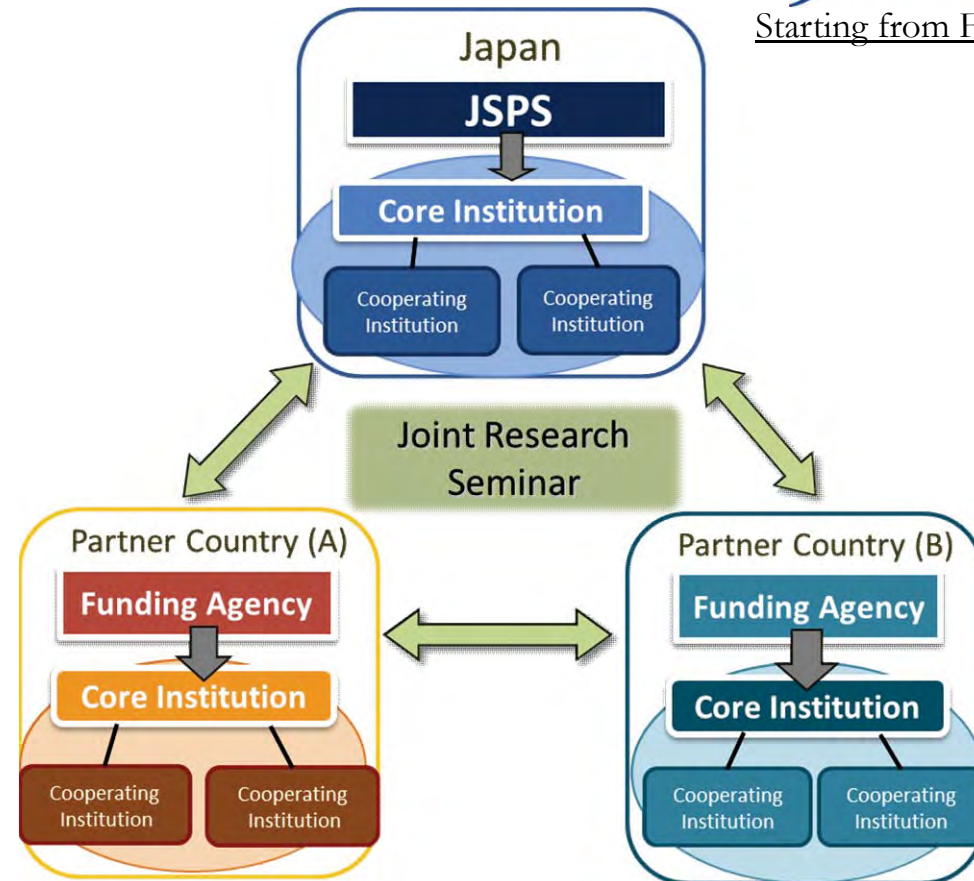 Starting from F
Japan
JSPS
Core Institution
Cooperating
Institution
Cooperating
Institution
Joint Research
Seminar
Partner Country (A)
Funding Agency
Core Institution
Cooperating
Institution
Cooperating
Institution
Partner Country (B)
Funding Agency
Core Institution
Cooperating
Institution
Cooperating
Institution